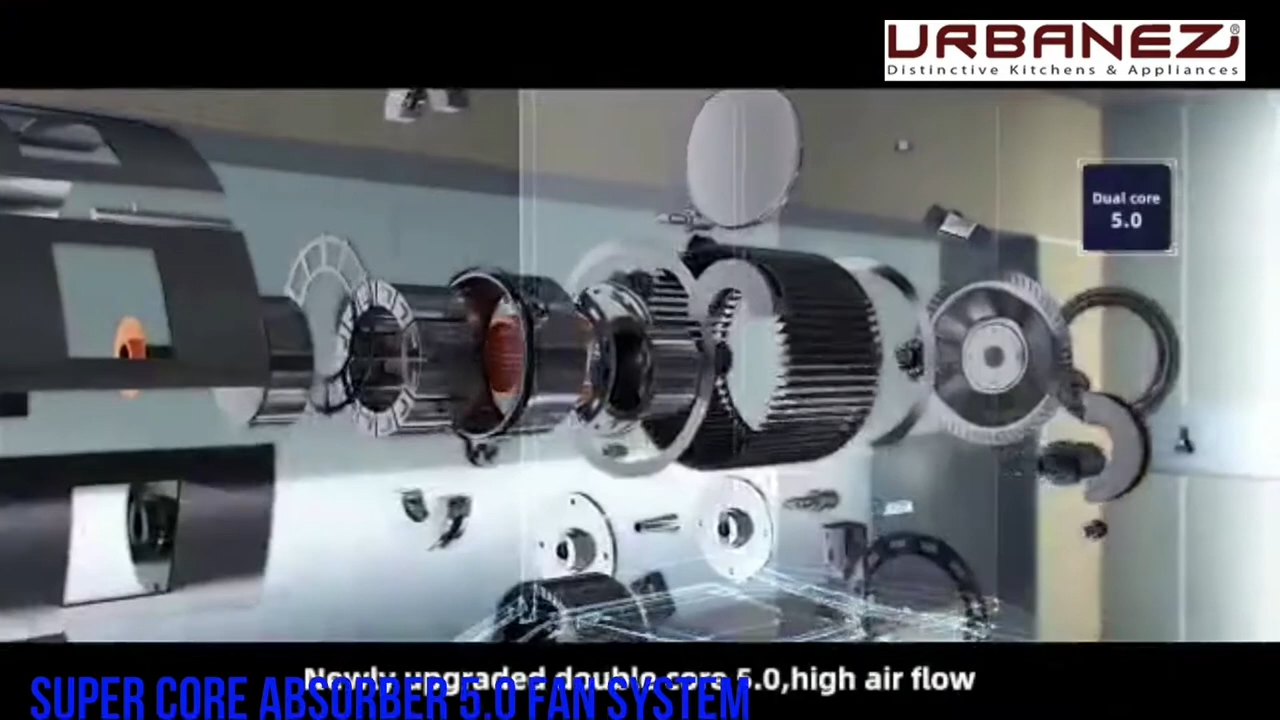 URBANEZ®
Distinctive Kitchens & Appliances
Dual core
5.0
Newly upgraded double core 5.0,high air flow
SUPER CORE ABSORBER 5.0 FAN SYSTEM